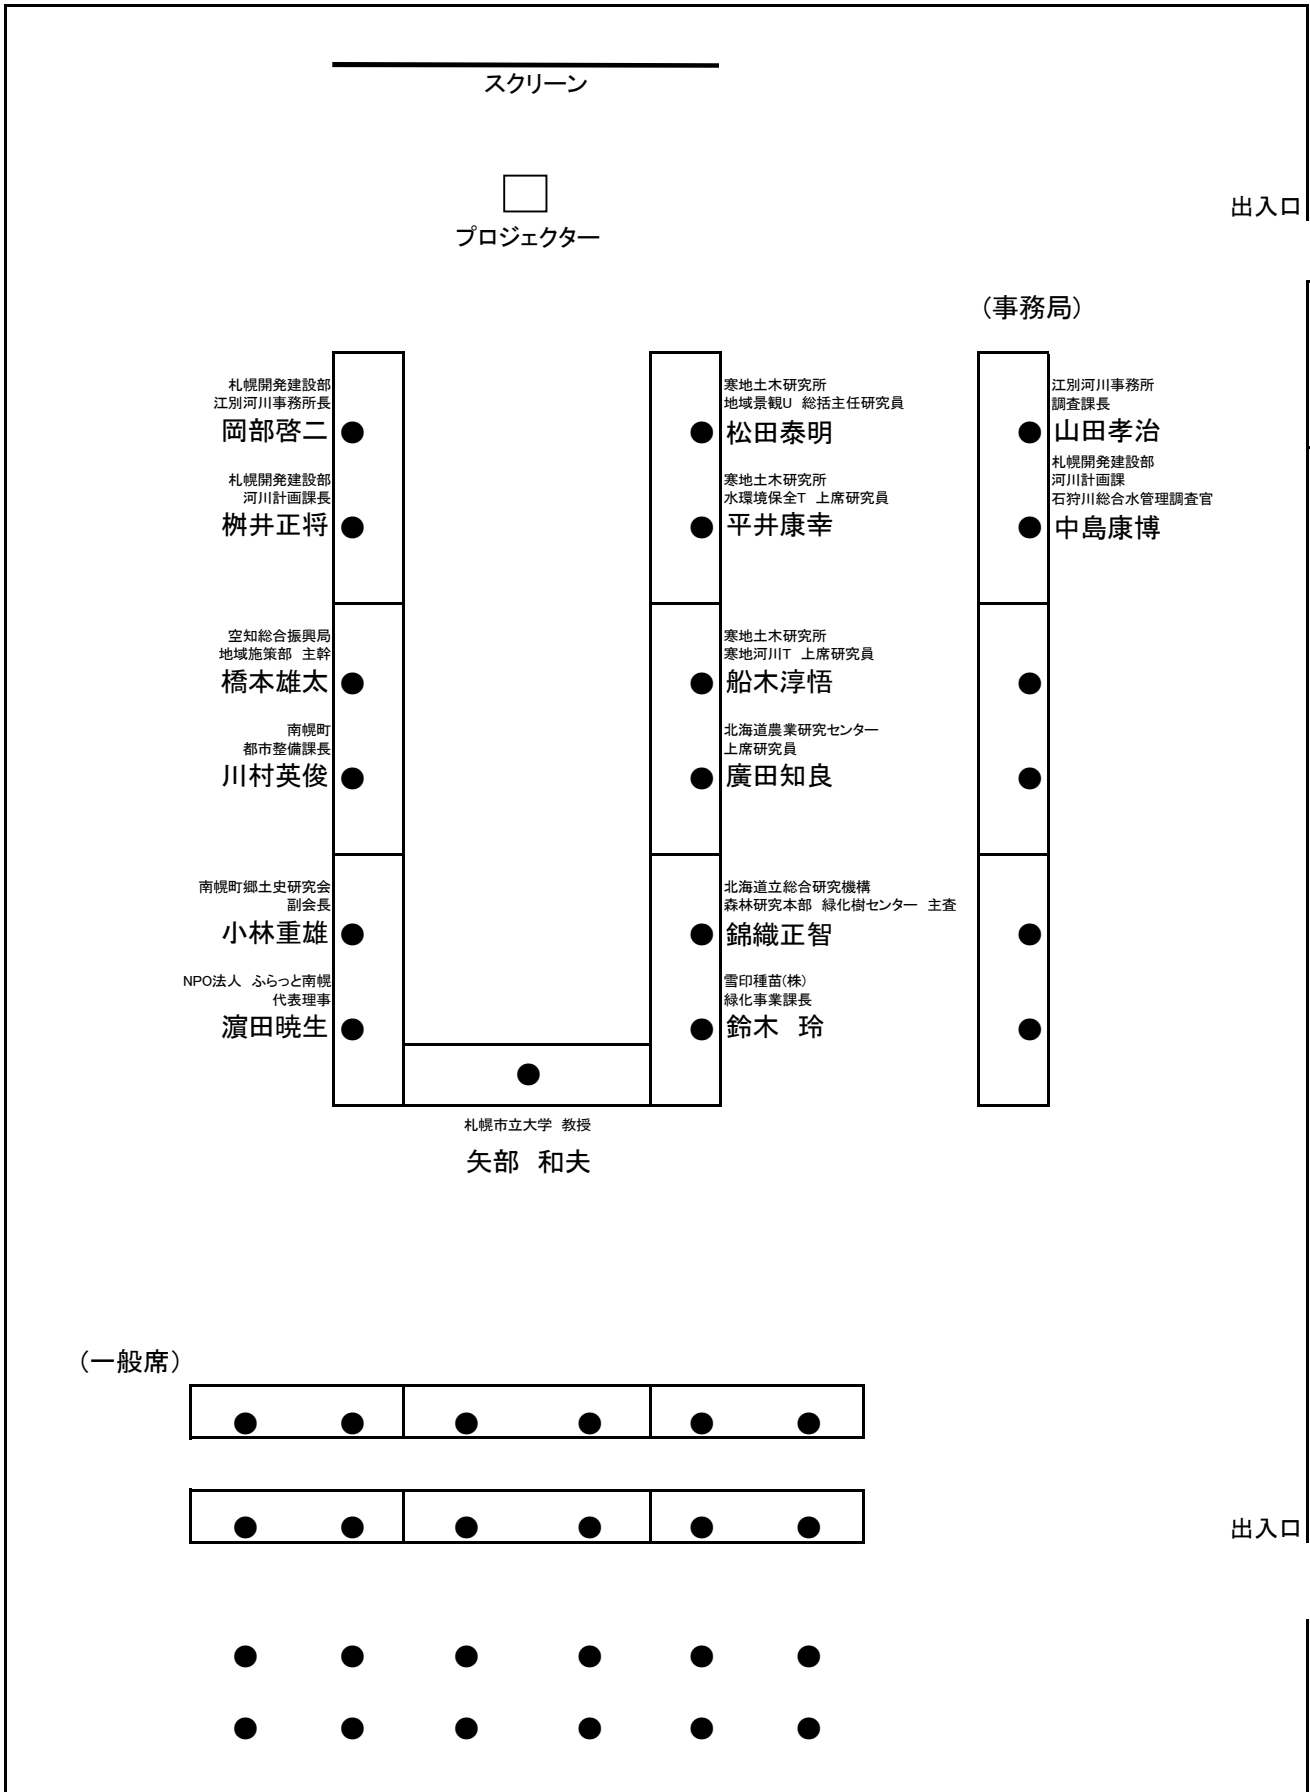 スクリーン
プロジェクター
出入口
（事務局）
札幌開発建設部
江別河川事務所長
岡部啓二
札幌開発建設部
河川計画課長
桝井正将
空知総合振興局
地域施策部 主幹
橋本雄太
南幌町
都市整備課長
川村英俊
南幌町郷土史研究会
副会長
小林重雄
NPO法人 ふらっと南幌
代表理事
濵田暁生
寒地土木研究所
地域景観U 総括主任研究員
松田泰明
寒地土木研究所
水環境保全T 上席研究員
平井康幸
寒地土木研究所
寒地河川T 上席研究員
船木淳悟
北海道農業研究センター
上席研究員
廣田知良
北海道立総合研究機構
森林研究本部 緑化樹センター 主査
錦織正智
雪印種苗(株)
緑化事業課長
鈴木 玲
江別河川事務所
調査課長
山田孝治
札幌開発建設部
河川計画課
石狩川総合水管理調査官
中島康博
札幌市立大学 教授
矢部 和夫
（一般席）
出入口